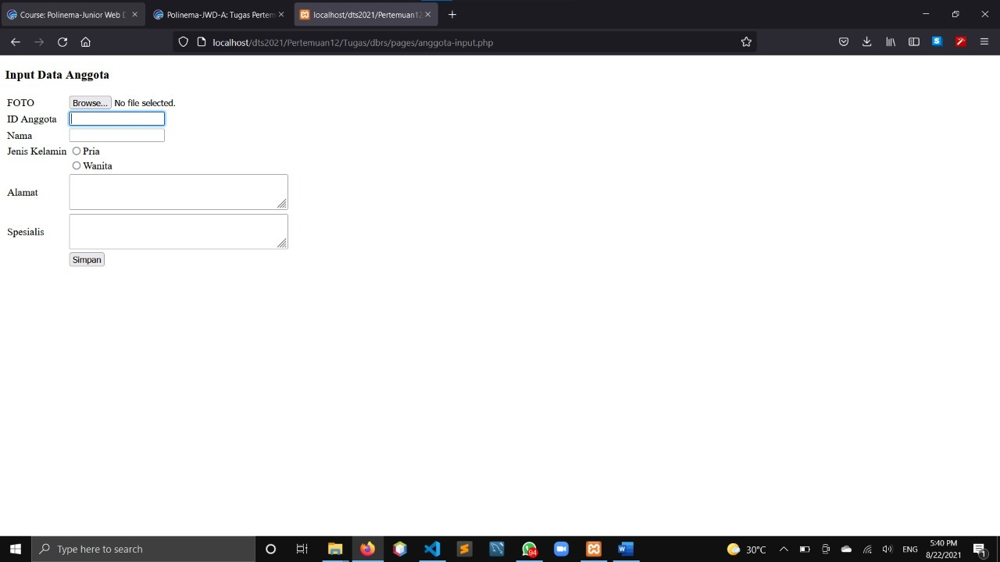 Course: Polinema-Junior Web D
Polinema-JWD-A: Tugas Pertem
localhost/dts2021/Pertemuan12
localhost/dts2021/Pertemuan12/Tugas/dbrs/pages/anggota-input.php
S
Input Data Anggota
FOTO Browse... No file selected.
ID Anggota
Nama
Jenis Kelamin Pria
Wanita
Alamat
Spesialis
Simpan
Type here to search
94
30°C
ENG
5:40 PM
8/22/2021
1